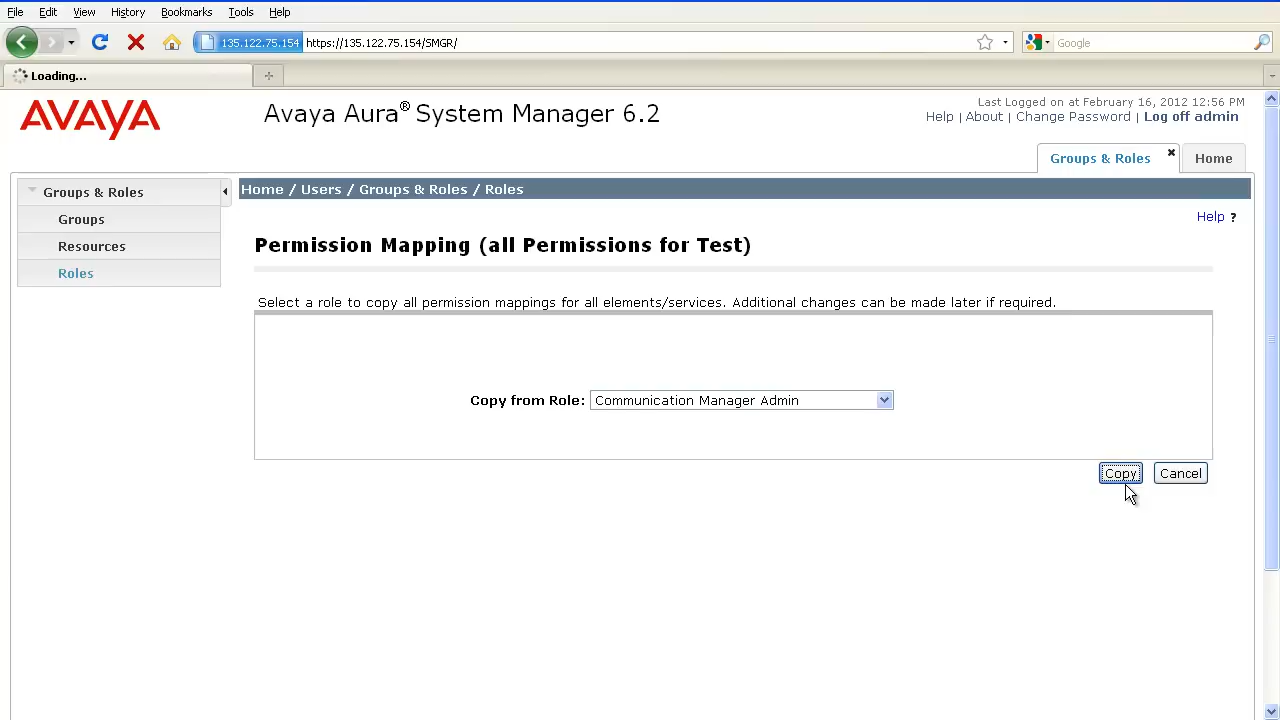 File Edit View History Bookmarks Tools Help
135.122.75.154 https://135.122.75.154/SMGR/ Google
Loading...
AVAYA
Avaya Aura® System Manager 6.2
Last Logged on at February 16, 2012 12:56 PM
Help | About | Change Password | Log off admin
Groups & Roles Home
Groups & Roles
Groups
Resources
Roles
Home / Users / Groups & Roles / Roles
Help ?
Permission Mapping (all Permissions for Test)
Select a role to copy all permission mappings for all elements/services. Additional changes can be made later if required.
Copy from Role: Communication Manager Admin
Copy Cancel